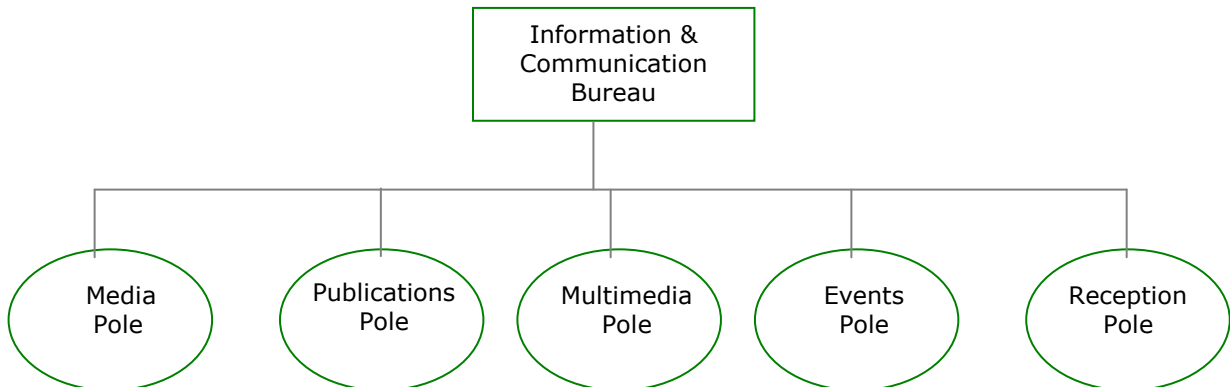 Information &
Communication
Bureau
Media
Pole
Publications
Pole
Multimedia
Pole
Events
Pole
Reception
Pole